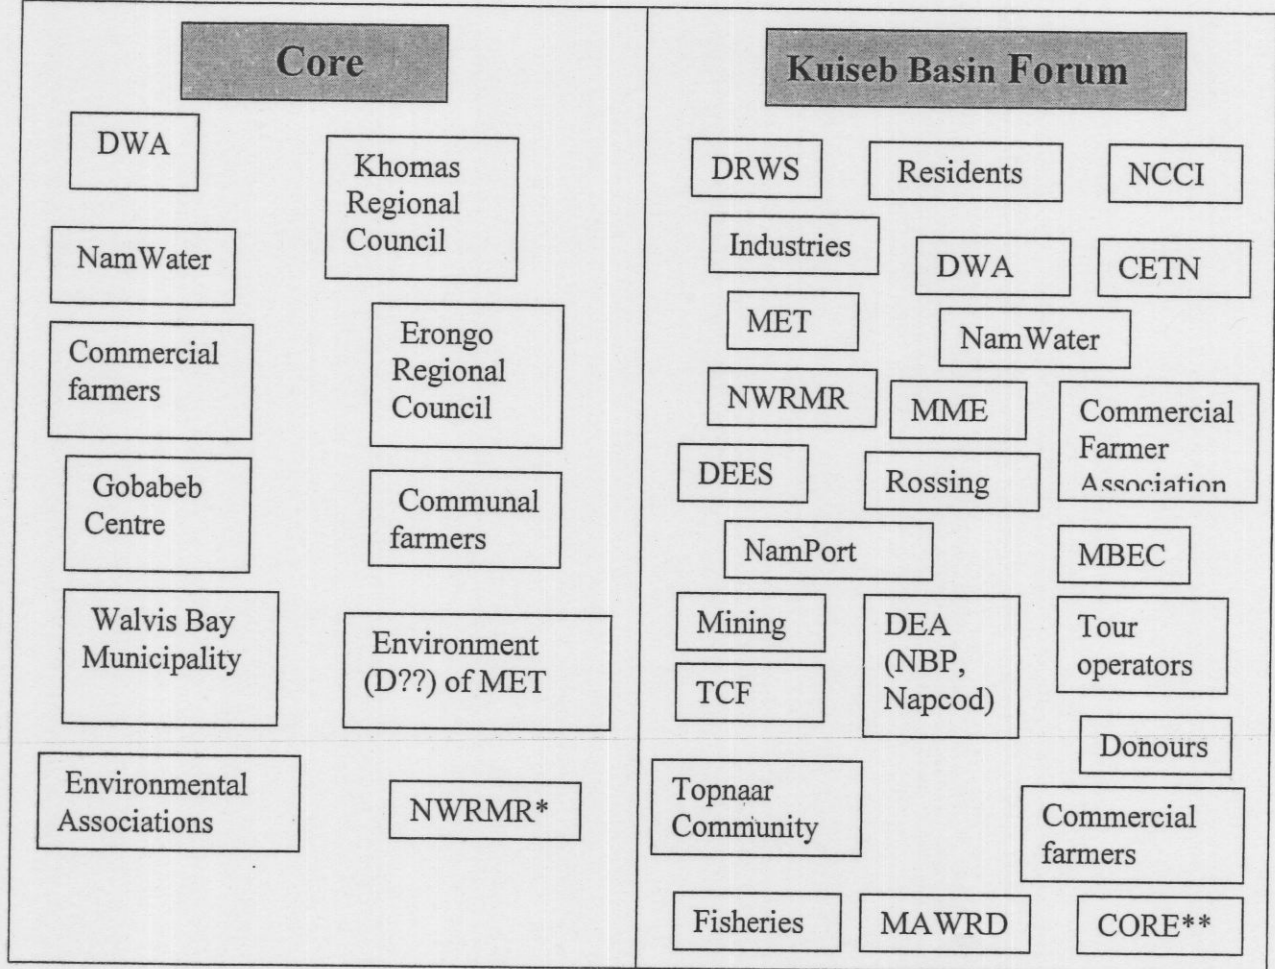 Core
DWA
Khomas
Regional
Council
NamWater
Commercial
farmers
Erongo
Regional
Council
Gobabeb
Centre
Communal
farmers
Walvis Bay
Municipality
Environment
(D??) of MET
Environmental
Associations
NWRMR*
Kuiseb Basin Forum
DRWS
Residents
NCCI
Industries
DWA
CETN
MET
NamWater
NWRMR
MME
Commercial
Farmer
Association
DEES
Rossing
NamPort
MBEC
Mining
DEA
(NBP,
Napcod)
Tour
operators
TCF
Donours
Topnaar
Community
Commercial
farmers
Fisheries
MAWRD
CORE**